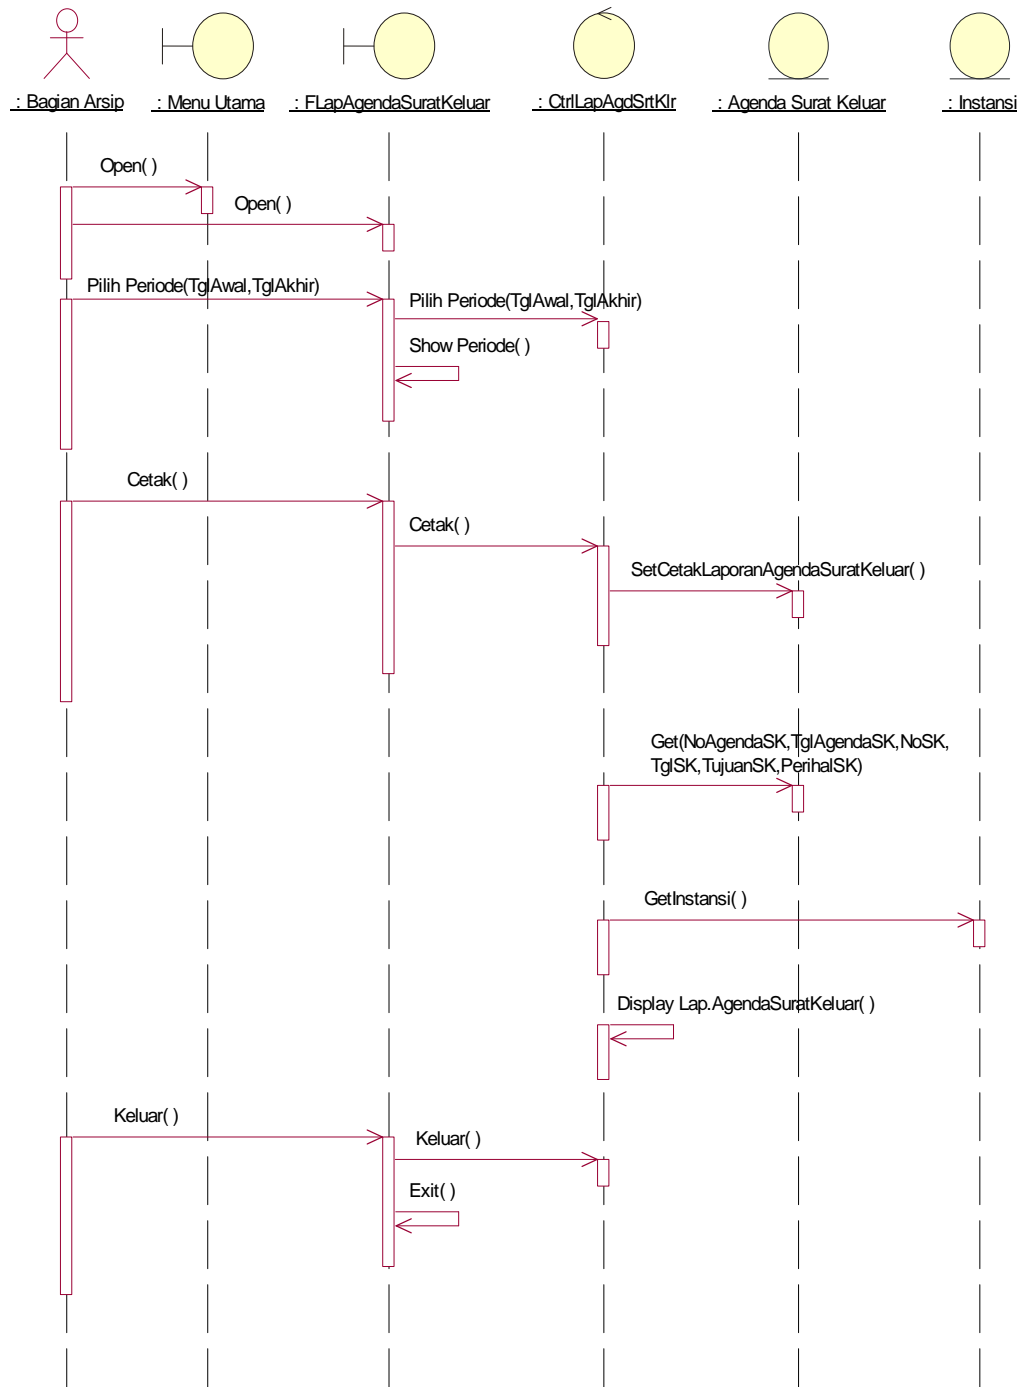 : Bagian Arsip
: Menu Utama
: FLapAgendaSuratKeluar
: CtrlLapAgdSrtKlr
: Agenda Surat Keluar
: Instansi
Open( )
Open( )
Pilih Periode(TglAwal,TglAkhir)
Pilih Periode(TglAwal,TglAkhir)
Show Periode( )
Cetak( )
Cetak( )
SetCetakLaporanAgendaSuratKeluar( )
Get(NoAgendaSK,TglAgendaSK,NoSK,
TglSK,TujuanSK,PerihalSK)
GetInstansi( )
Display Lap.AgendaSuratKeluar( )
Keluar( )
Keluar( )
Exit( )